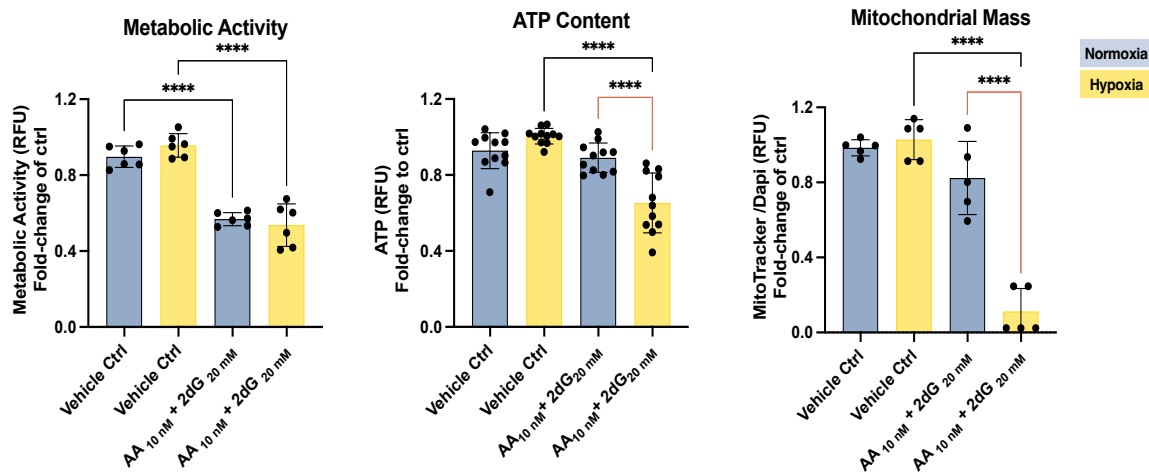 Metabolic Activity
****
****
Metabolic Activity (RFU)
Fold-change of ctrl
1.2
0.8
0.4
0.0
Vehicle Ctrl
Vehicle Ctrl
AA 10 nM + 2dG 20 mM
AA 10 nM + 2dG 20 mM
ATP Content
****
****
ATP (RFU)
Fold-change to ctrl
1.2
0.8
0.4
0.0
Vehicle Ctrl
Vehicle Ctrl
AA10 nM + 2dG20 mM
AA10 nM + 2dG20 mM
Mitochondrial Mass
****
****
MitoTracker /Dapi (RFU)
Fold-change of ctrl
1.2
0.8
0.4
0.0
Vehicle Ctrl
Vehicle Ctrl
AA 10 nM + 2dG 20 mM
AA 10 nM + 2dG 20 mM
Normoxia
Hypoxia